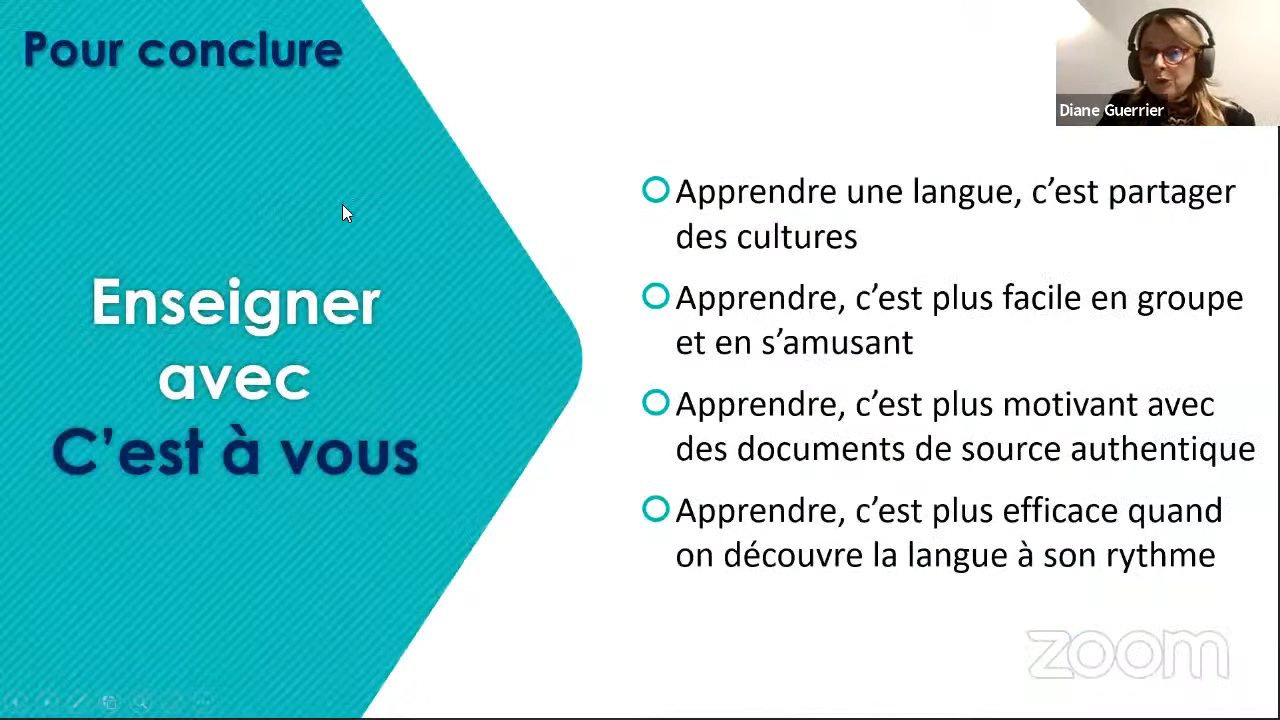 Pour conclure
Diane Guerrier
Enseigner
avec
C’est à vous
Apprendre une langue, c’est partager
des cultures
Apprendre, c’est plus facile en groupe
et en s’amusant
Apprendre, c’est plus motivant avec
des documents de source authentique
Apprendre, c’est plus efficace quand
on découvre la langue à son rythme
zoom